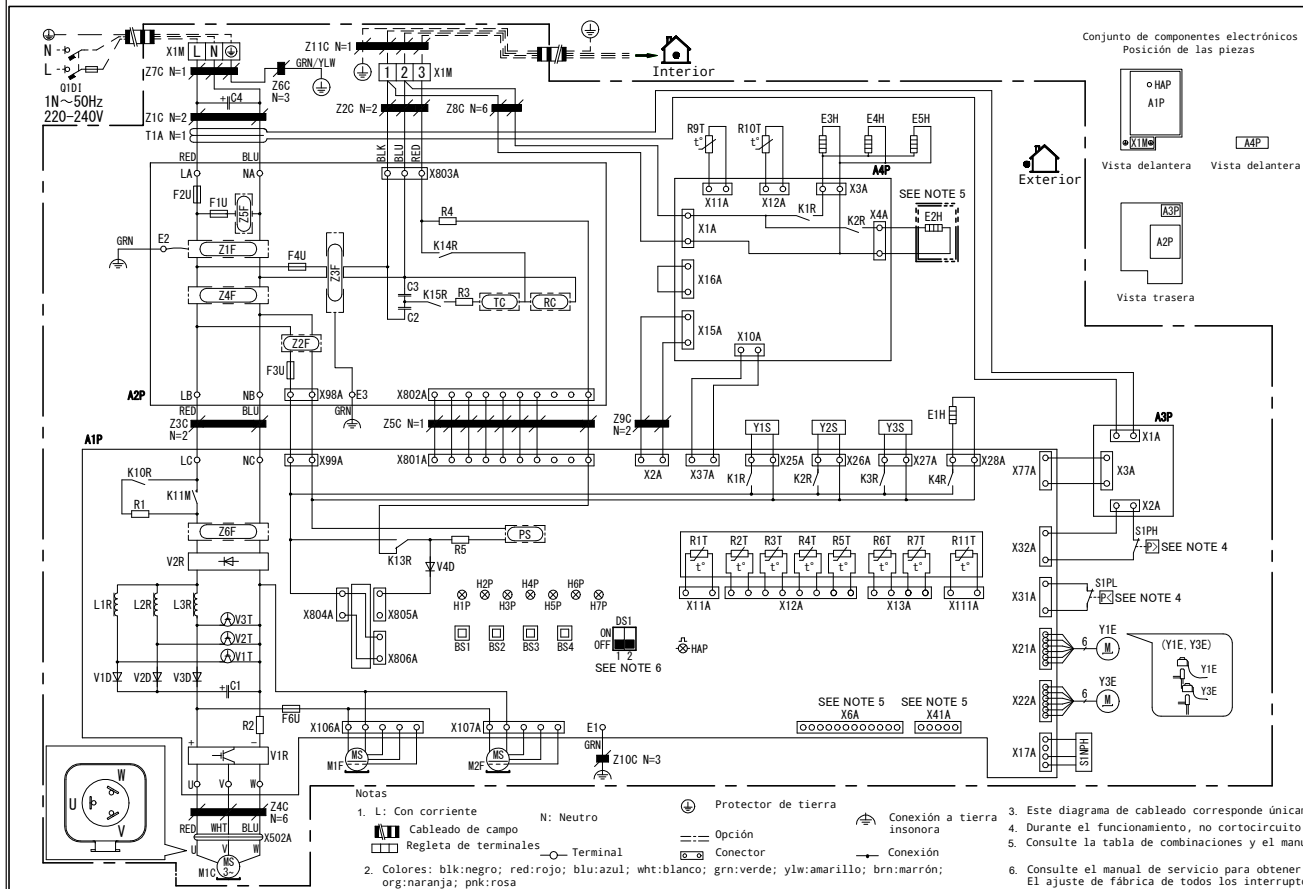 N
L
Q1DI
1N～50Hz
220-240V
X1M
L N
Z7C N=1
GRN/YLW
Z6C
N=3
C4
Z1C N=2
T1A N=1
RED
BLU
LA
NA
F2U
F1U
Z5F
GRN
E2
Z1F
F4U
Z3F
Z4F
Z2F
F3U
A2P
LB
NB
X98A
E3
GRN
RED
BLU
Z3C
N=2
Z11C N=1
Interior
1 2 3
X1M
Z2C N=2
Z8C N=6
BLK
BLU
RED
X803A
R4
K14R
C3
C2
K15R
R3
TC
RC
X802A
Z5C N=1
Z9C
N=2
R9T
t°
R10T
t°
E3H
E4H
E5H
A4P
X11A
X12A
X3A
SEE NOTE 5
K1R
X1A
K2R
X4A
E2H
X16A
X15A
X10A
Exterior
Conjunto de componentes electrónicos
Posición de las piezas
HAP
A1P
X1M
A4P
Vista delantera
Vista delantera
A3P
A2P
Vista trasera
A1P
LC
NC
X99A
X801A
X2A
X37A
Y1S
Y2S
Y3S
E1H
X25A
X26A
X27A
X28A
K1R
K2R
K3R
K4R
A3P
X1A
X77A
X3A
X2A
K10R
K11M
R1
Z6F
V2R
L1R
L2R
L3R
V3T
V2T
V1T
V1D
V2D
V3D
C1
R2
F6U
V1R
U
V
W
Z4C
N=6
RED
WHT
BLU
X502A
U
V
W
MS
3~
M1C
U
W
V
K13R
R5
PS
V4D
X804A
X805A
X806A
H1P
H2P
H3P
H4P
H5P
H6P
H7P
BS1
BS2
BS3
BS4
DS1
ON
OFF
1 2
SEE NOTE 6
HAP
R1T
R2T
R3T
R4T
R5T
R6T
R7T
R11T
t°
t°
t°
t°
t°
t°
t°
t°
X11A
X12A
X13A
X111A
X32A
S1PH
P>
SEE NOTE 4
X31A
S1PL
P<
SEE NOTE 4
X21A
6
Y1E
M
(Y1E, Y3E)
Y1E
Y3E
X22A
6
Y3E
M
X17A
S1NPH
SEE NOTE 5
X6A
SEE NOTE 5
X41A
X106A
MS
M1F
X107A
MS
M2F
E1
GRN
Z10C N=3
Notas
1. L: Con corriente
N: Neutro
Protector de tierra
Conexión a tierra
insonora
Cableado de campo
Opción
Regleta de terminales
Terminal
Conector
Conexión
2. Colores: blk:negro; red:rojo; blu:azul; wht:blanco; grn:verde; ylw:amarillo; brn:marrón;
org:naranja; pnk:rosa
3. Este diagrama de cableado corresponde única
4. Durante el funcionamiento, no cortocircuito
5. Consulte la tabla de combinaciones y el manu
6. Consulte el manual de servicio para obtener
El ajuste de fábrica de todos los interrupt